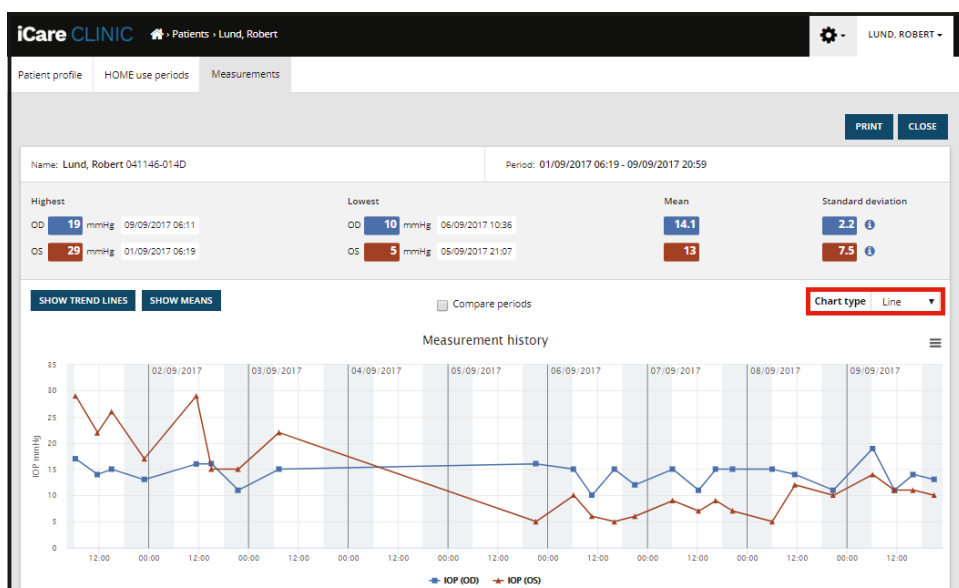 iCare CLINIC › Patients › Lund, Robert LUND, ROBERT
Patient profile HOME use periods Measurements
PRINT CLOSE
Name: Lund, Robert 041146-014D Period: 01/09/2017 06:19 - 09/09/2017 20:59
Highest Lowest Mean Standard deviation
OD 19 mmHg 09/09/2017 06:11 OD 10 mmHg 06/09/2017 10:36 14.1 2.2
OS 29 mmHg 01/09/2017 06:19 OS 5 mmHg 05/09/2017 21:07 13 7.5
SHOW TREND LINES SHOW MEANS Compare periods Chart type Line
Measurement history
35 02/09/2017 03/09/2017 04/09/2017 05/09/2017 06/09/2017 07/09/2017 08/09/2017 09/09/2017
30
25
20
15
10
5
0
IOP mmHg
12:00 00:00 12:00 00:00 12:00 00:00 12:00 00:00 12:00 00:00 12:00 00:00 12:00 00:00 12:00 00:00 12:00
IOP (OD) IOP (OS)